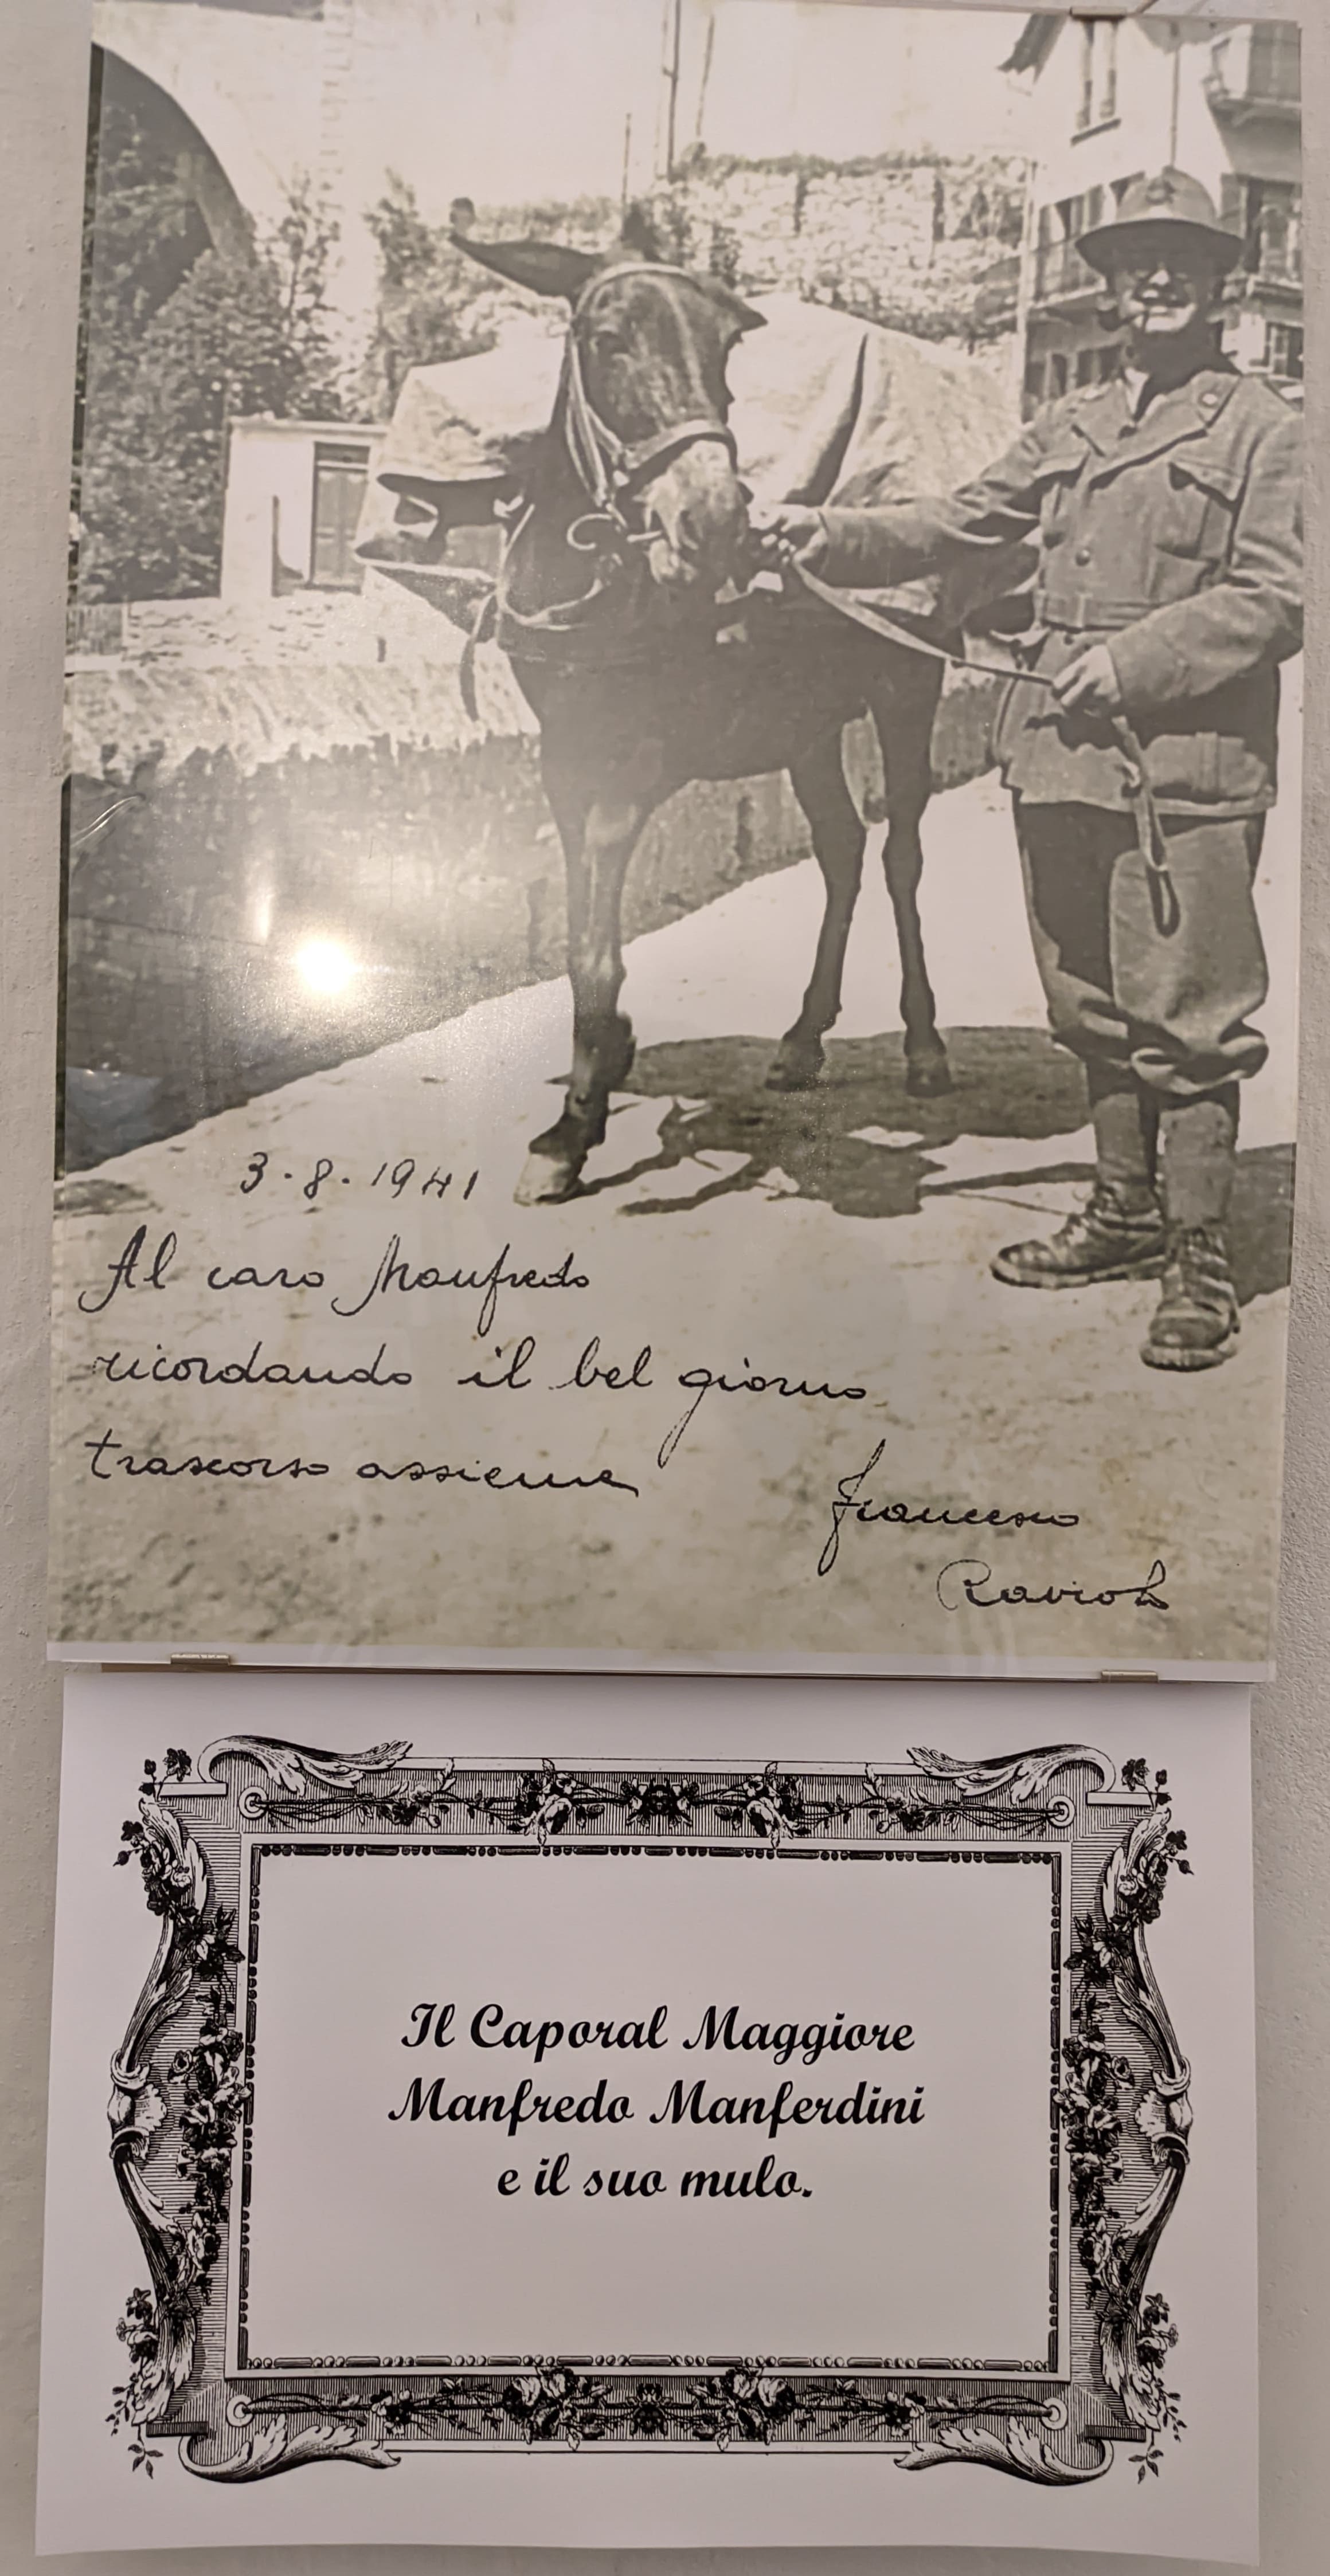 3-8-1941
Al caro Manfredo
ricordando il bel giorno
trascorso assieme
Francesco
Ravioli
Il Caporal Maggiore
Manfredo Manferdini
e il suo mulo.